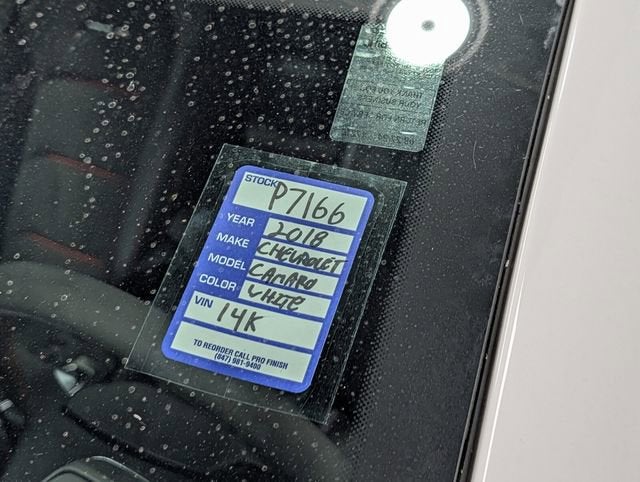 STOCK P7166
YEAR 2018
MAKE CHEVROLET
MODEL CAMARO
COLOR WHITE
VIN 14K
TO REORDER CALL PRO FINISH
(847) 981-9400